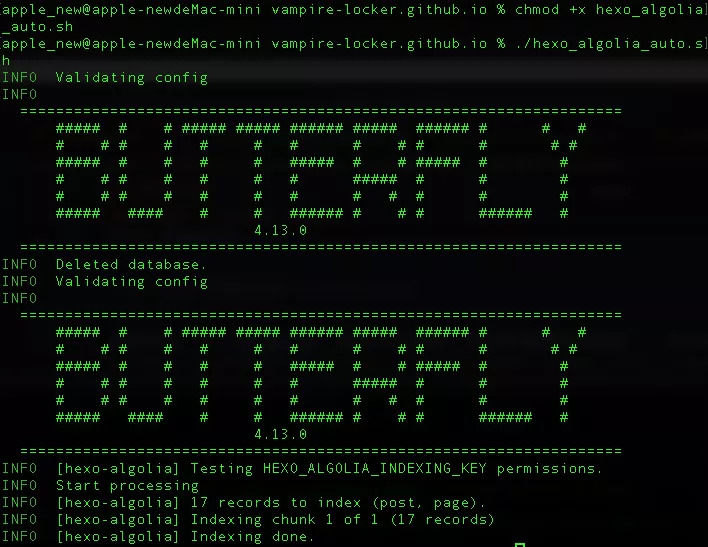 [apple_new@apple-newdeMac-mini vampire-locker.github.io % chmod +x hexo_algolia]
_auto.sh
[apple_new@apple-newdeMac-mini vampire-locker.github.io % ./hexo_algolia_auto.s]
h
INFO  Validating config
INFO
  ===================================================================
      #####  #    # ##### ##### ###### #####  ###### #      #   #
      #    # #    #   #     #   #      #    # #      #       # #
      #####  #    #   #     #   #####  #    # #####  #        #
      #    # #    #   #     #   #      #####  #      #        #
      #    # #    #   #     #   #      #   #  #      #        #
      #####   ####    #     #   ###### #    # #      ######   #
                            4.13.0
  ===================================================================
INFO  Deleted database.
INFO  Validating config
INFO
  ===================================================================
      #####  #    # ##### ##### ###### #####  ###### #      #   #
      #    # #    #   #     #   #      #    # #      #       # #
      #####  #    #   #     #   #####  #    # #####  #        #
      #    # #    #   #     #   #      #####  #      #        #
      #    # #    #   #     #   #      #   #  #      #        #
      #####   ####    #     #   ###### #    # #      ######   #
                            4.13.0
  ===================================================================
INFO  [hexo-algolia] Testing HEXO_ALGOLIA_INDEXING_KEY permissions.
INFO  Start processing
INFO  [hexo-algolia] 17 records to index (post, page).
INFO  [hexo-algolia] Indexing chunk 1 of 1 (17 records)
INFO  [hexo-algolia] Indexing done.